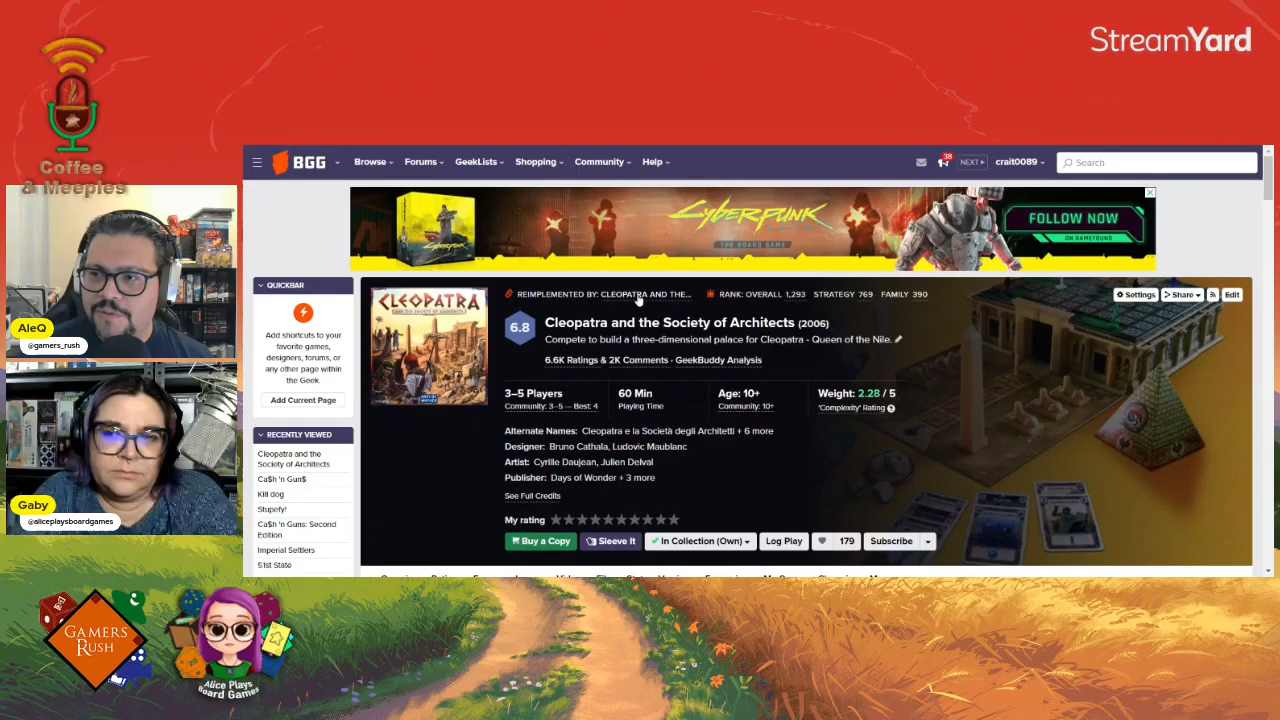 StreamYard
Coffee
& Meeples
BGG
Browse
Forums
GeekLists
Shopping
Community
Help
38
NEXT
crait0089
Search
CYBERPUNK
THE BOARD GAME
FOLLOW NOW
ON GAMEFOUND
QUICKBAR
Add shortcuts to your
favorite games,
designers, forums, or
any other page within
the Geek.
Add Current Page
RECENTLY VIEWED
Cleopatra and the
Society of Architects
Ca$h 'n Gun$
Kill dog
Stupefy!
Ca$h 'n Guns: Second
Edition
Imperial Settlers
51st State
CLEOPATRA
AND THE SOCIETY OF ARCHITECTS
REIMPLEMENTED BY: CLEOPATRA AND THE...
RANK: OVERALL 1,293 STRATEGY 769 FAMILY 390
Settings
Share
Edit
6.8
Cleopatra and the Society of Architects (2006)
Compete to build a three-dimensional palace for Cleopatra - Queen of the Nile.
6.6K Ratings & 2K Comments · GeekBuddy Analysis
3–5 Players
Community: 3–5 — Best: 4
60 Min
Playing Time
Age: 10+
Community: 10+
Weight: 2.28 / 5
'Complexity' Rating
Alternate Names: Cleopatra e la Società degli Architetti + 6 more
Designer: Bruno Cathala, Ludovic Maublanc
Artist: Cyrille Daujean, Julien Delval
Publisher: Days of Wonder + 3 more
See Full Credits
My rating
Buy a Copy
Sleeve It
In Collection (Own)
Log Play
179
Subscribe
AleQ
@gamers_rush
Gaby
@aliceplaysboardgames
GAMERS
RUSH
Alice Plays
Board Games